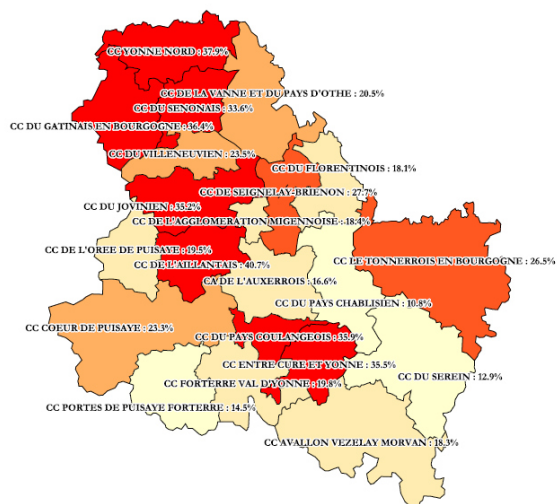 CC YONNE NORD : 37.9%
CC DE LA VANNE ET DU PAYS D'OTHE : 20.5%
CC DU SENONAIS : 33.6%
CC DU GATINAIS EN BOURGOGNE : 36.4%
CC DU VILLENEUVIEN : 23.5%
CC DU FLORENTINOIS : 18.1%
CC DE SEIGNELAY-BRIENON : 27.7%
CC DU JOVINIEN : 35.2%
CC DE L'AGGLOMERATION MIGENNOISE : 18.4%
CC DE L'OREE DE PUISAYE : 19.5%
CC DE L'AILLANTAIS : 40.7%
CC LE TONNERROIS EN BOURGOGNE : 26.5%
CA DE L'AUXERROIS : 16.6%
CC DU PAYS CHABLISIEN : 10.8%
CC COEUR DE PUISAYE : 23.3%
CC DU PAYS COULANGEOIS : 35.9%
CC ENTRE CURE ET YONNE : 35.5%
CC DU SEREIN : 12.9%
CC FORTERRE VAL D'YONNE : 19.8%
CC PORTES DE PUISAYE FORTERRE : 14.5%
CC AVALLON VEZELAY MORVAN : 18.3%